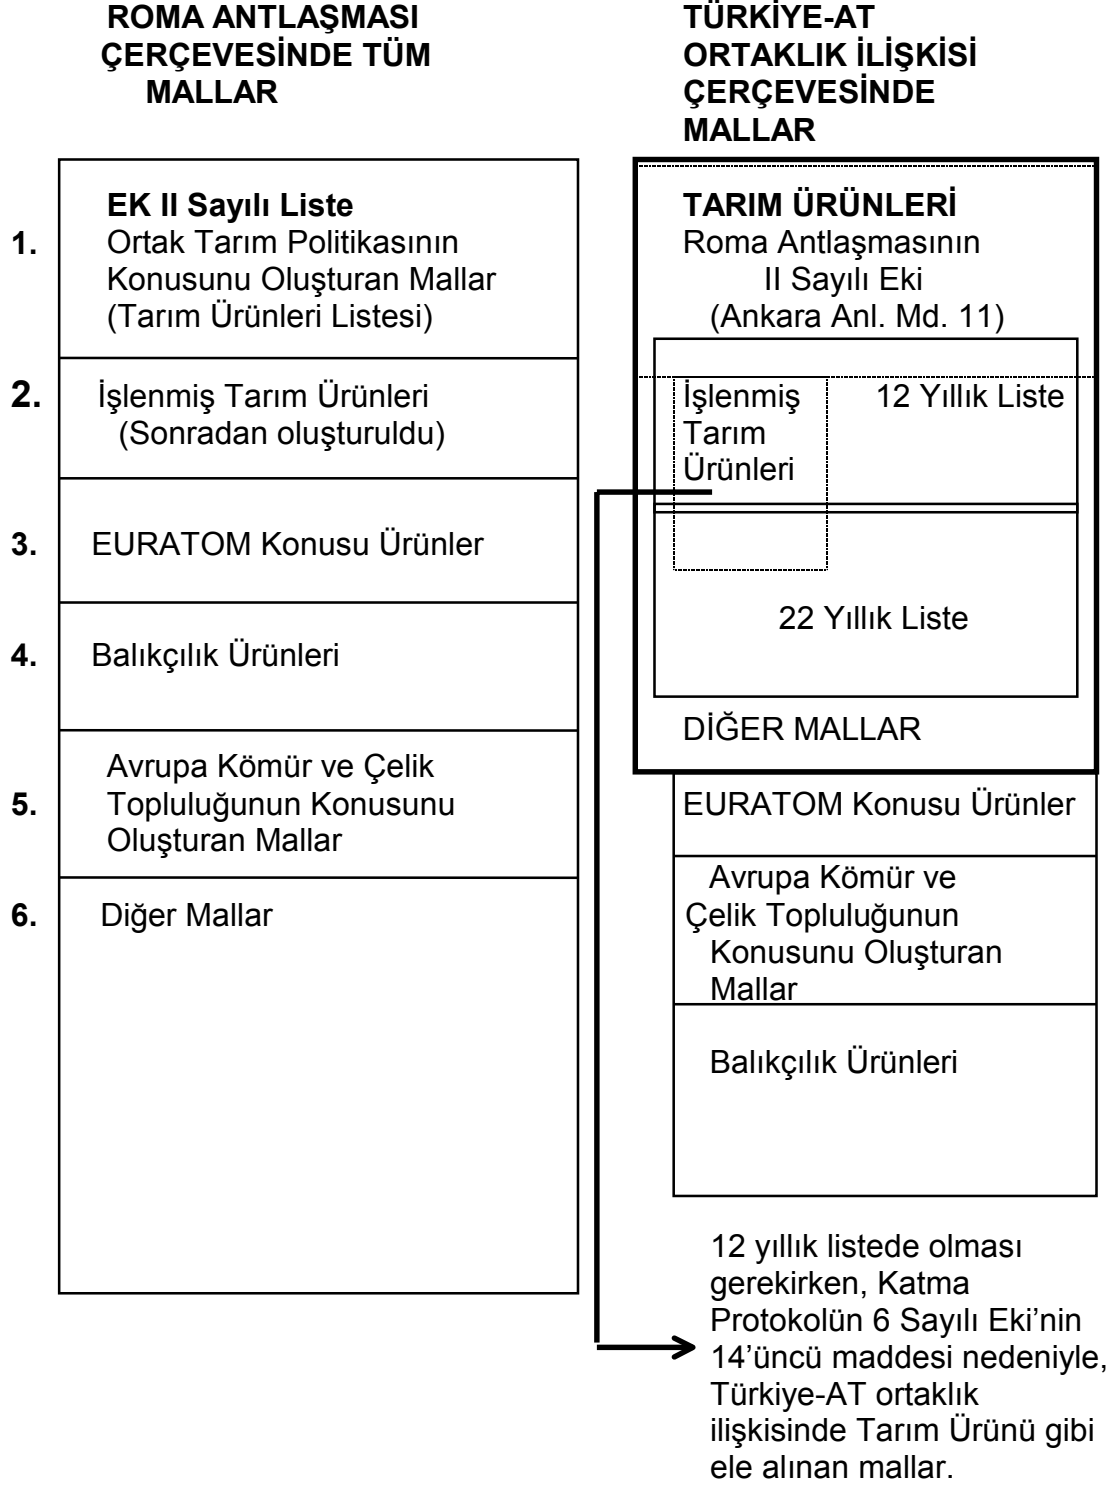 ROMA ANTLAŞMASI
ÇERÇEVESİNDE TÜM
MALLAR
1.
EK II Sayılı Liste
Ortak Tarım Politikasının
Konusunu Oluşturan Mallar
(Tarım Ürünleri Listesi)
2.
İşlenmiş Tarım Ürünleri
(Sonradan oluşturuldu)
3.
EURATOM Konusu Ürünler
4.
Balıkçılık Ürünleri
5.
Avrupa Kömür ve Çelik
Topluluğunun Konusunu
Oluşturan Mallar
6.
Diğer Mallar
TÜRKİYE-AT
ORTAKLIK İLİŞKİSİ
ÇERÇEVESİNDE
MALLAR
TARIM ÜRÜNLERİ
Roma Antlaşmasının
II Sayılı Eki
(Ankara Anl. Md. 11)
İşlenmiş
Tarım
Ürünleri
12 Yıllık Liste
22 Yıllık Liste
DİĞER MALLAR
EURATOM Konusu Ürünler
Avrupa Kömür ve
Çelik Topluluğunun
Konusunu Oluşturan
Mallar
Balıkçılık Ürünleri
12 yıllık listede olması
gerekirken, Katma
Protokolün 6 Sayılı Eki’nin
14’üncü maddesi nedeniyle,
Türkiye-AT ortaklık
ilişkisinde Tarım Ürünü gibi
ele alınan mallar.